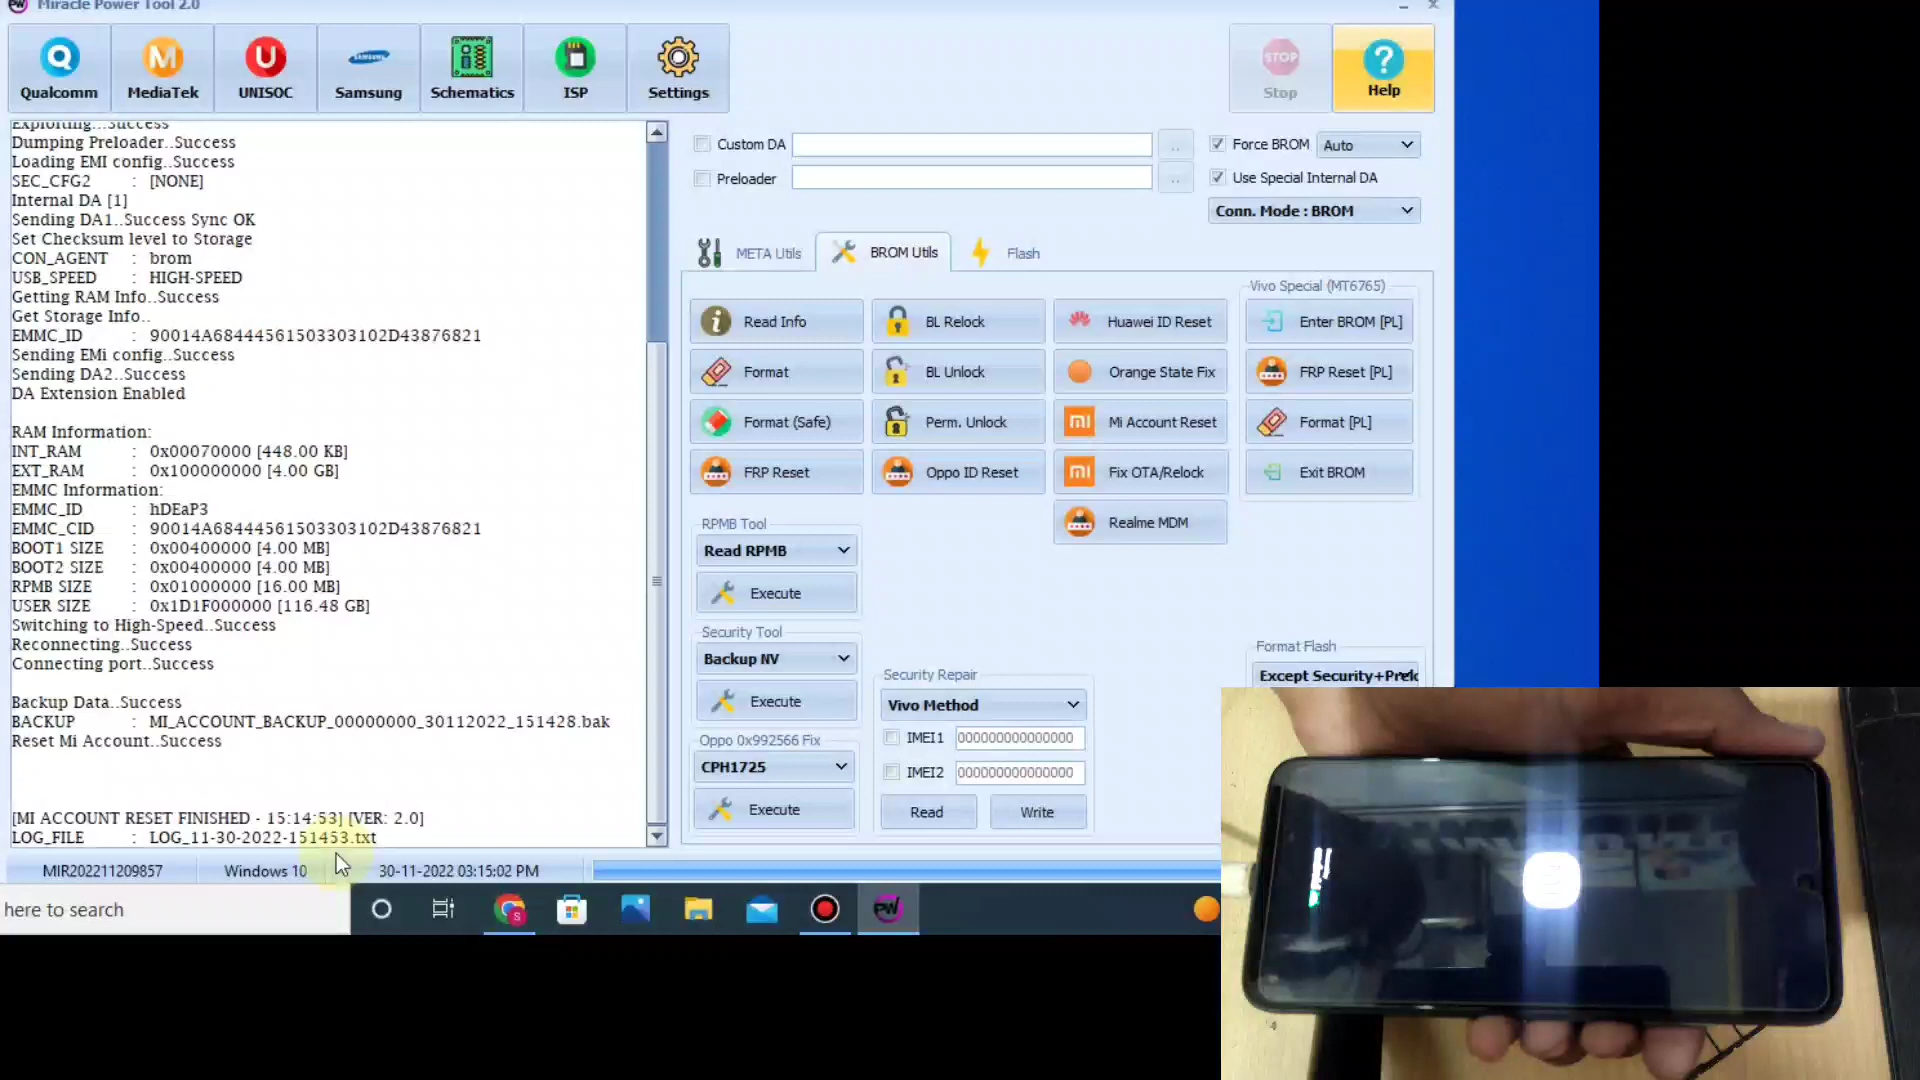 Miracle Power Tool 2.0
Qualcomm
MediaTek
UNISOC
SAMSUNG
Samsung
Schematics
ISP
Settings
STOP
Stop
Help
Exploiting...Success
Dumping Preloader..Success
Loading EMI config..Success
SEC_CFG2 : [NONE]
Internal DA [1]
Sending DA1..Success Sync OK
Set Checksum level to Storage
CON_AGENT : brom
USB_SPEED : HIGH-SPEED
Getting RAM Info..Success
Get Storage Info..
EMMC_ID : 90014A68444561503303102D43876821
Sending EMi config..Success
Sending DA2..Success
DA Extension Enabled
RAM Information:
INT_RAM : 0x00070000 [448.00 KB]
EXT_RAM : 0x100000000 [4.00 GB]
EMMC Information:
EMMC_ID : hDEaP3
EMMC_CID : 90014A68444561503303102D43876821
BOOT1 SIZE : 0x00400000 [4.00 MB]
BOOT2 SIZE : 0x00400000 [4.00 MB]
RPMB SIZE : 0x01000000 [16.00 MB]
USER SIZE : 0x1D1F000000 [116.48 GB]
Switching to High-Speed..Success
Reconnecting..Success
Connecting port..Success
Backup Data..Success
BACKUP : MI_ACCOUNT_BACKUP_00000000_30112022_151428.bak
Reset Mi Account..Success
[MI ACCOUNT RESET FINISHED - 15:14:53] [VER: 2.0]
LOG_FILE : LOG_11-30-2022-151453.txt
Custom DA
Preloader
Force BROM Auto
Use Special Internal DA
Conn. Mode : BROM
META Utils
BROM Utils
Flash
Read Info
BL Relock
Huawei ID Reset
Format
BL Unlock
Orange State Fix
Format (Safe)
Perm. Unlock
Mi Account Reset
FRP Reset
Oppo ID Reset
Fix OTA/Relock
Realme MDM
Vivo Special (MT6765)
Enter BROM [PL]
FRP Reset [PL]
Format [PL]
Exit BROM
RPMB Tool
Read RPMB
Execute
Security Tool
Backup NV
Execute
Oppo 0x992566 Fix
CPH1725
Execute
Security Repair
Vivo Method
IMEI1 000000000000000
IMEI2 000000000000000
Read
Write
Format Flash
MIR202211209857
Windows 10
30-11-2022 03:15:02 PM
here to search